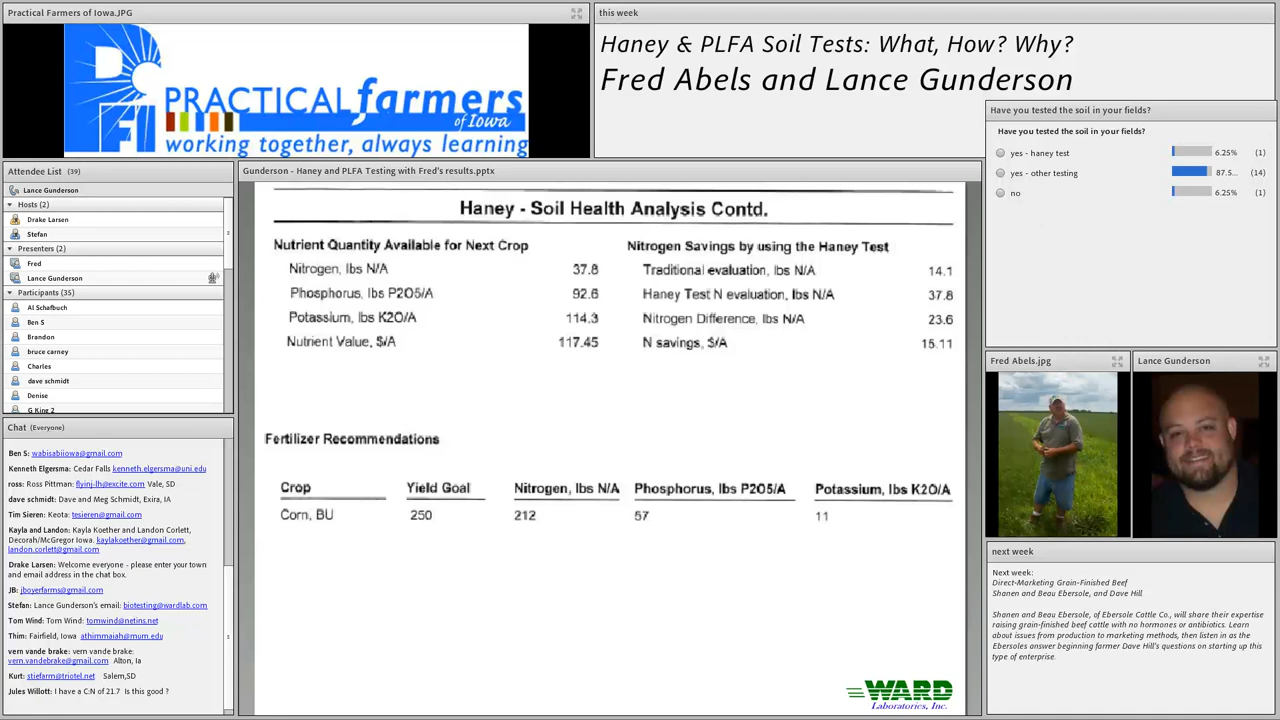 Practical Farmers of Iowa.JPG
PRACTICAL farmers
of Iowa
working together, always learning
this week
Haney & PLFA Soil Tests: What, How? Why?
Fred Abels and Lance Gunderson
Have you tested the soil in your fields?
Have you tested the soil in your fields?
yes - haney test 6.25% (1)
yes - other testing 87.5... (14)
no 6.25% (1)
Attendee List (39)
Lance Gunderson
Hosts (2)
Drake Larsen
Stefan
Presenters (2)
Fred
Lance Gunderson
Participants (35)
Al Schafbuch
Ben S
Brandon
bruce carney
Charles
dave schmidt
Denise
G King 2
Chat (Everyone)
Ben S: wabisabiiowa@gmail.com
Kenneth Elgersma: Cedar Falls kenneth.elgersma@uni.edu
ross: Ross Pittman: flyinj-lh@excite.com Vale, SD
dave schmidt: Dave and Meg Schmidt, Exira, IA
Tim Sieren: Keota: tesieren@gmail.com
Kayla and Landon: Kayla Koether and Landon Corlett,
Decorah/McGregor Iowa. kaylakoether@gmail.com,
landon.corlett@gmail.com
Drake Larsen: Welcome everyone - please enter your town
and email address in the chat box.
JB: jboyerfarms@gmail.com
Stefan: Lance Gunderson's email: biotesting@wardlab.com
Tom Wind: Tom Wind: tomwind@netins.net
Thim: Fairfield, Iowa athimmaiah@mum.edu
vern vande brake: vern vande brake:
vern.vandebrake@gmail.com Alton, Ia
Kurt: stiefarm@triotel.net Salem,SD
Jules Willott: I have a C:N of 21.7 Is this good ?
Gunderson - Haney and PLFA Testing with Fred's results.pptx
Haney - Soil Health Analysis Contd.
Nutrient Quantity Available for Next Crop
Nitrogen, lbs N/A 37.8
Phosphorus, lbs P2O5/A 92.6
Potassium, lbs K2O/A 114.3
Nutrient Value, $/A 117.45
Nitrogen Savings by using the Haney Test
Traditional evaluation, lbs N/A 14.1
Haney Test N evaluation, lbs N/A 37.8
Nitrogen Difference, lbs N/A 23.6
N savings, $/A 15.11
Fertilizer Recommendations
Crop Yield Goal Nitrogen, lbs N/A Phosphorus, lbs P2O5/A Potassium, lbs K2O/A
Corn, BU 250 212 57 11
WARD
Laboratories, Inc.
Fred Abels.jpg
Lance Gunderson
next week
Next week:
Direct-Marketing Grain-Finished Beef
Shanen and Beau Ebersole, and Dave Hill
Shanen and Beau Ebersole, of Ebersole Cattle Co., will share their expertise
raising grain-finished beef cattle with no hormones or antibiotics. Learn
about issues from production to marketing methods, then listen in as the
Ebersoles answer beginning farmer Dave Hill's questions on starting up this
type of enterprise.